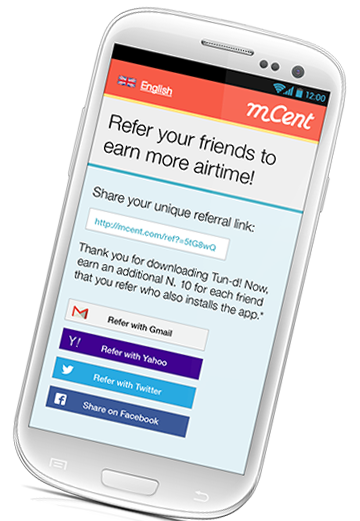 12:00
English
mCent
Refer your friends to
earn more airtime!
Share your unique referral link:
http://mcent.com/ref?=5tG8wQ
Thank you for downloading Tun-d! Now,
earn an additional N. 10 for each friend
that you refer who also installs the app.*
Refer with Gmail
Y! Refer with Yahoo
Refer with Twitter
Share on Facebook